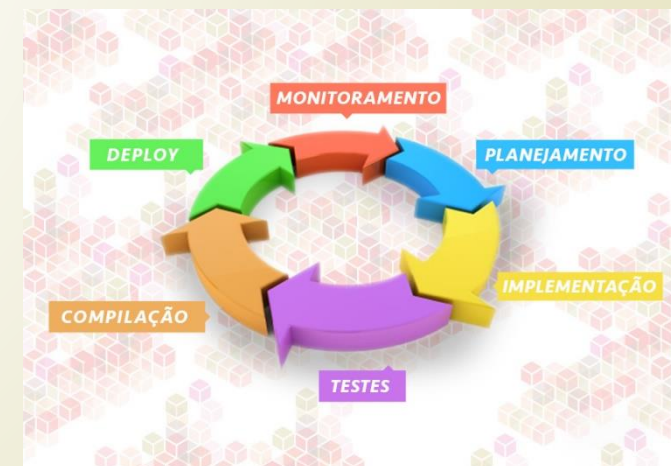 MONITORAMENTO
DEPLOY
PLANEJAMENTO
IMPLEMENTAÇÃO
COMPILAÇÃO
TESTES